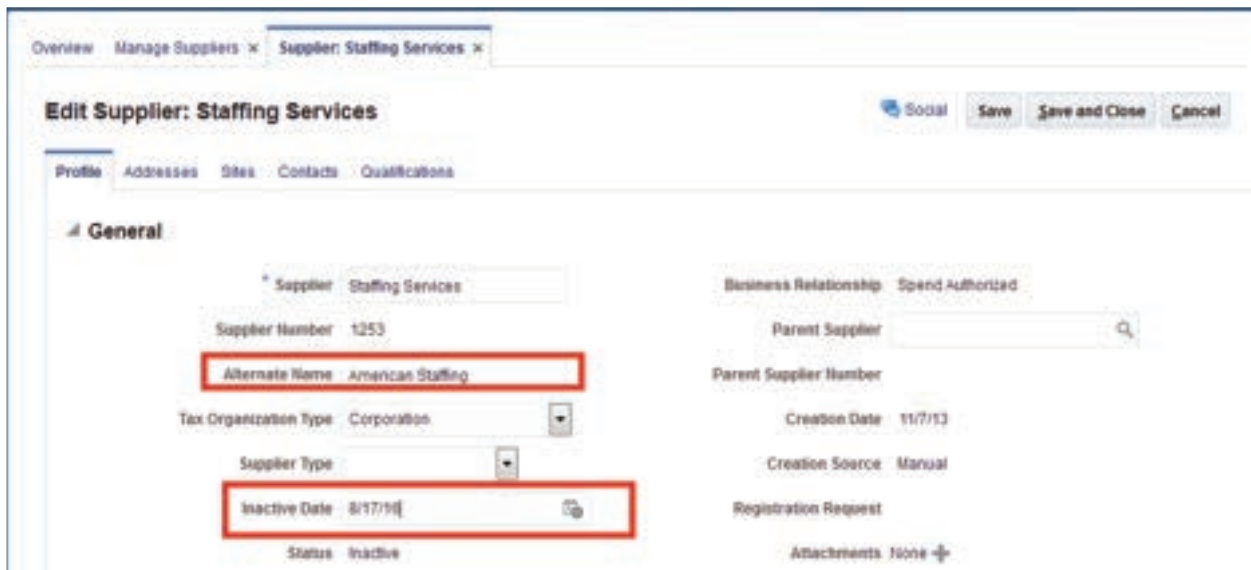 Overview Manage Suppliers × Supplier: Staffing Services ×
Edit Supplier: Staffing Services Social Save Save and Close Cancel
Profile Addresses Sites Contacts Qualifications
General
* Supplier Staffing Services Business Relationship Spend Authorized
Supplier Number 1253 Parent Supplier
Alternate Name American Staffing Parent Supplier Number
Tax Organization Type Corporation Creation Date 11/7/13
Supplier Type Creation Source Manual
Inactive Date 8/17/16 Registration Request
Status Inactive Attachments None